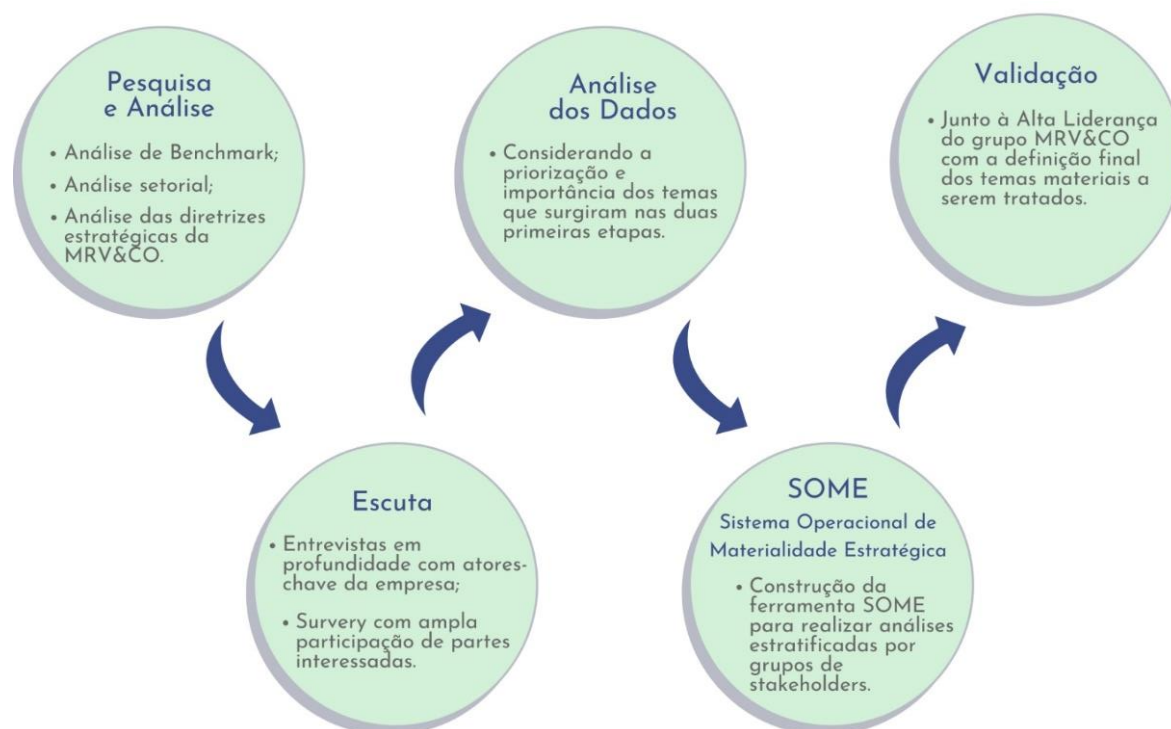 Pesquisa
e Análise
• Análise de Benchmark;
• Análise setorial;
• Análise das diretrizes
estratégicas da
MRV&CO.
Escuta
• Entrevistas em
profundidade com atores-
chave da empresa;
• Survery com ampla
participação de partes
interessadas.
Análise
dos Dados
• Considerando a
priorização e
importância dos temas
que surgiram nas duas
primeiras etapas.
SOME
Sistema Operacional de
Materialidade Estratégica
• Construção da
ferramenta SOME
para realizar análises
estratificadas por
grupos de
stakeholders.
Validação
• Junto à Alta Liderança
do grupo MRV&CO
com a definição final
dos temas materiais a
serem tratados.